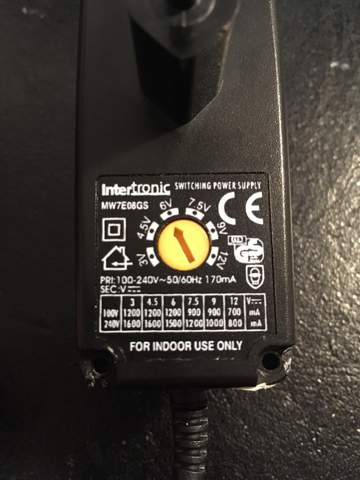 Intertronic SWITCHING POWER SUPPLY
MW7E08GS
3V 4.5V 6V 7.5V 9V 12V
CE
GS
PRI:100-240V~50/60Hz 170mA
SEC:V
3 4.5 6 7.5 9 12 V
100V 1200 1200 1200 900 900 700 mA
240V 1600 1600 1500 1200 1000 800 mA
FOR INDOOR USE ONLY